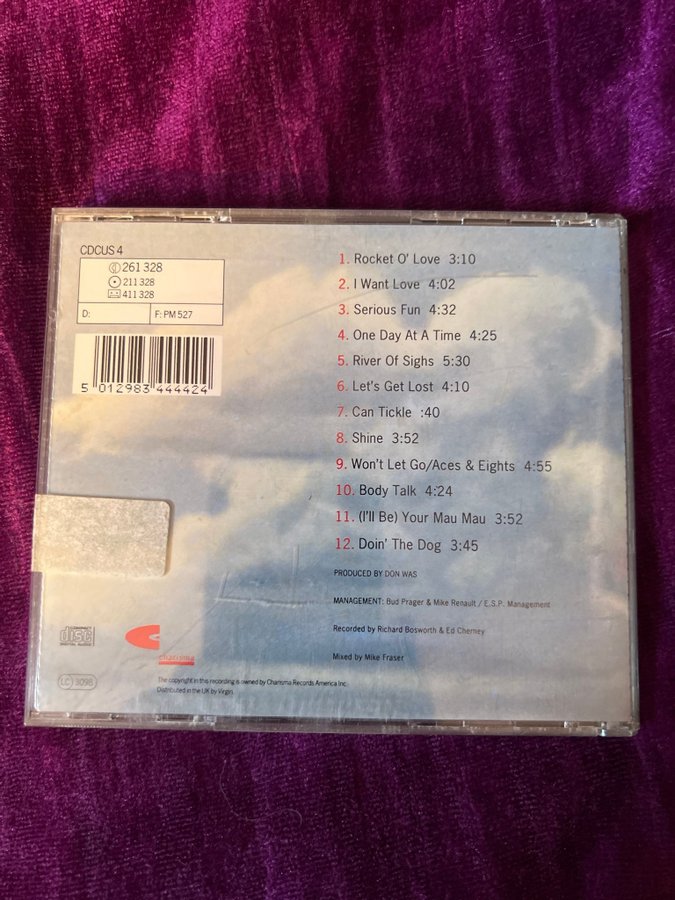 CDCUS 4
261 328
211 328
411 328
D: F: PM 527
5 012983 444424
1. Rocket O' Love 3:10
2. I Want Love 4:02
3. Serious Fun 4:32
4. One Day At A Time 4:25
5. River Of Sighs 5:30
6. Let's Get Lost 4:10
7. Can Tickle :40
8. Shine 3:52
9. Won't Let Go/Aces & Eights 4:55
10. Body Talk 4:24
11. (I'll Be) Your Mau Mau 3:52
12. Doin' The Dog 3:45
PRODUCED BY DON WAS
MANAGEMENT: Bud Prager & Mike Renault / E.S.P. Management
Recorded by Richard Bosworth & Ed Cherney
Mixed by Mike Fraser
COMPACT
disc
DIGITAL AUDIO
charisma
LC 3098
The copyright in this recording is owned by Charisma Records America Inc.
Distributed in the UK by Virgin.